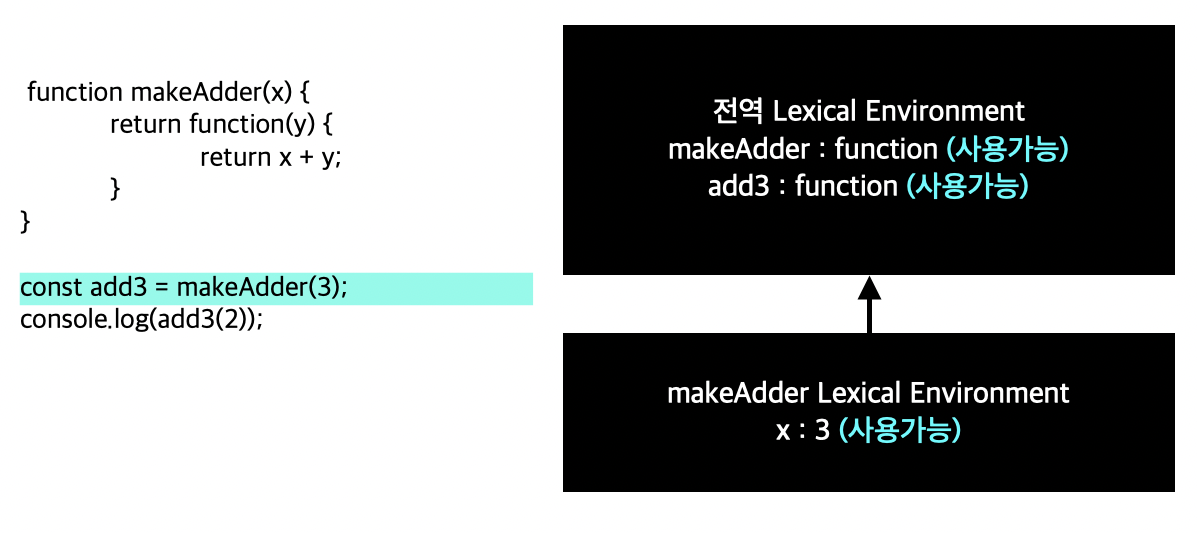 function makeAdder(x) {
return function(y) {
return x + y;
}
}
const add3 = makeAdder(3);
console.log(add3(2));
전역 Lexical Environment
makeAdder : function (사용가능)
add3 : function (사용가능)
makeAdder Lexical Environment
x : 3 (사용가능)